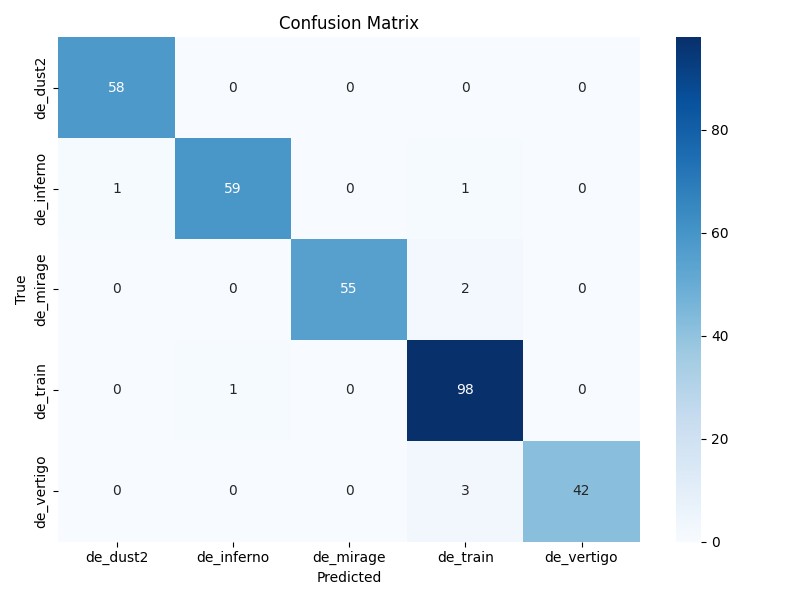 Confusion Matrix
de_dust2 58 0 0 0 0
de_inferno 1 59 0 1 0
de_mirage 0 0 55 2 0
de_train 0 1 0 98 0
de_vertigo 0 0 0 3 42
de_dust2 de_inferno de_mirage de_train de_vertigo
Predicted
True
80
60
40
20
0